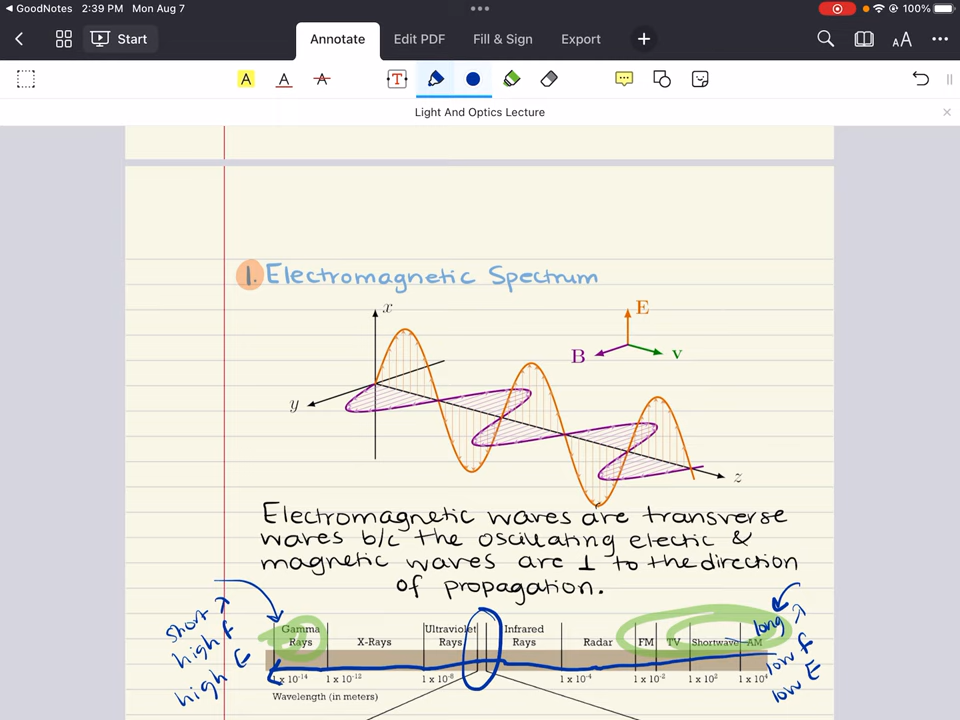 GoodNotes 2:39 PM Mon Aug 7 100%
Start Annotate Edit PDF Fill & Sign Export
Light And Optics Lecture
1. Electromagnetic Spectrum
x
E
B v
y
z
Electromagnetic waves are transverse
waves b/c the oscillating electic &
magnetic waves are ⊥ to the direction
of propagation.
short λ
high f
high E
long λ
low f
low E
Gamma Rays X-Rays Ultraviolet Rays Infrared Rays Radar FM TV Shortwave AM
1 x 10⁻¹⁴ 1 x 10⁻¹² 1 x 10⁻⁸ 1 x 10⁻⁴ 1 x 10⁻² 1 x 10² 1 x 10⁴
Wavelength (in meters)